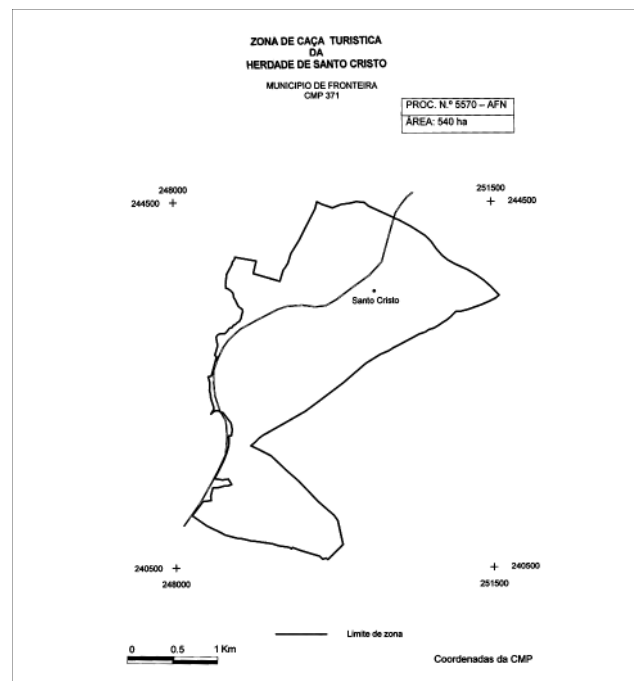 ZONA DE CAÇA TURISTICA
DA
HERDADE DE SANTO CRISTO
MUNICIPIO DE FRONTEIRA
CMP 371
PROC. N.º 5570 – AFN
ÁREA: 540 ha
248000
244500
251500
244500
Santo Cristo
240500
248000
240500
251500
Limite de zona
0 0.5 1 Km
Coordenadas da CMP